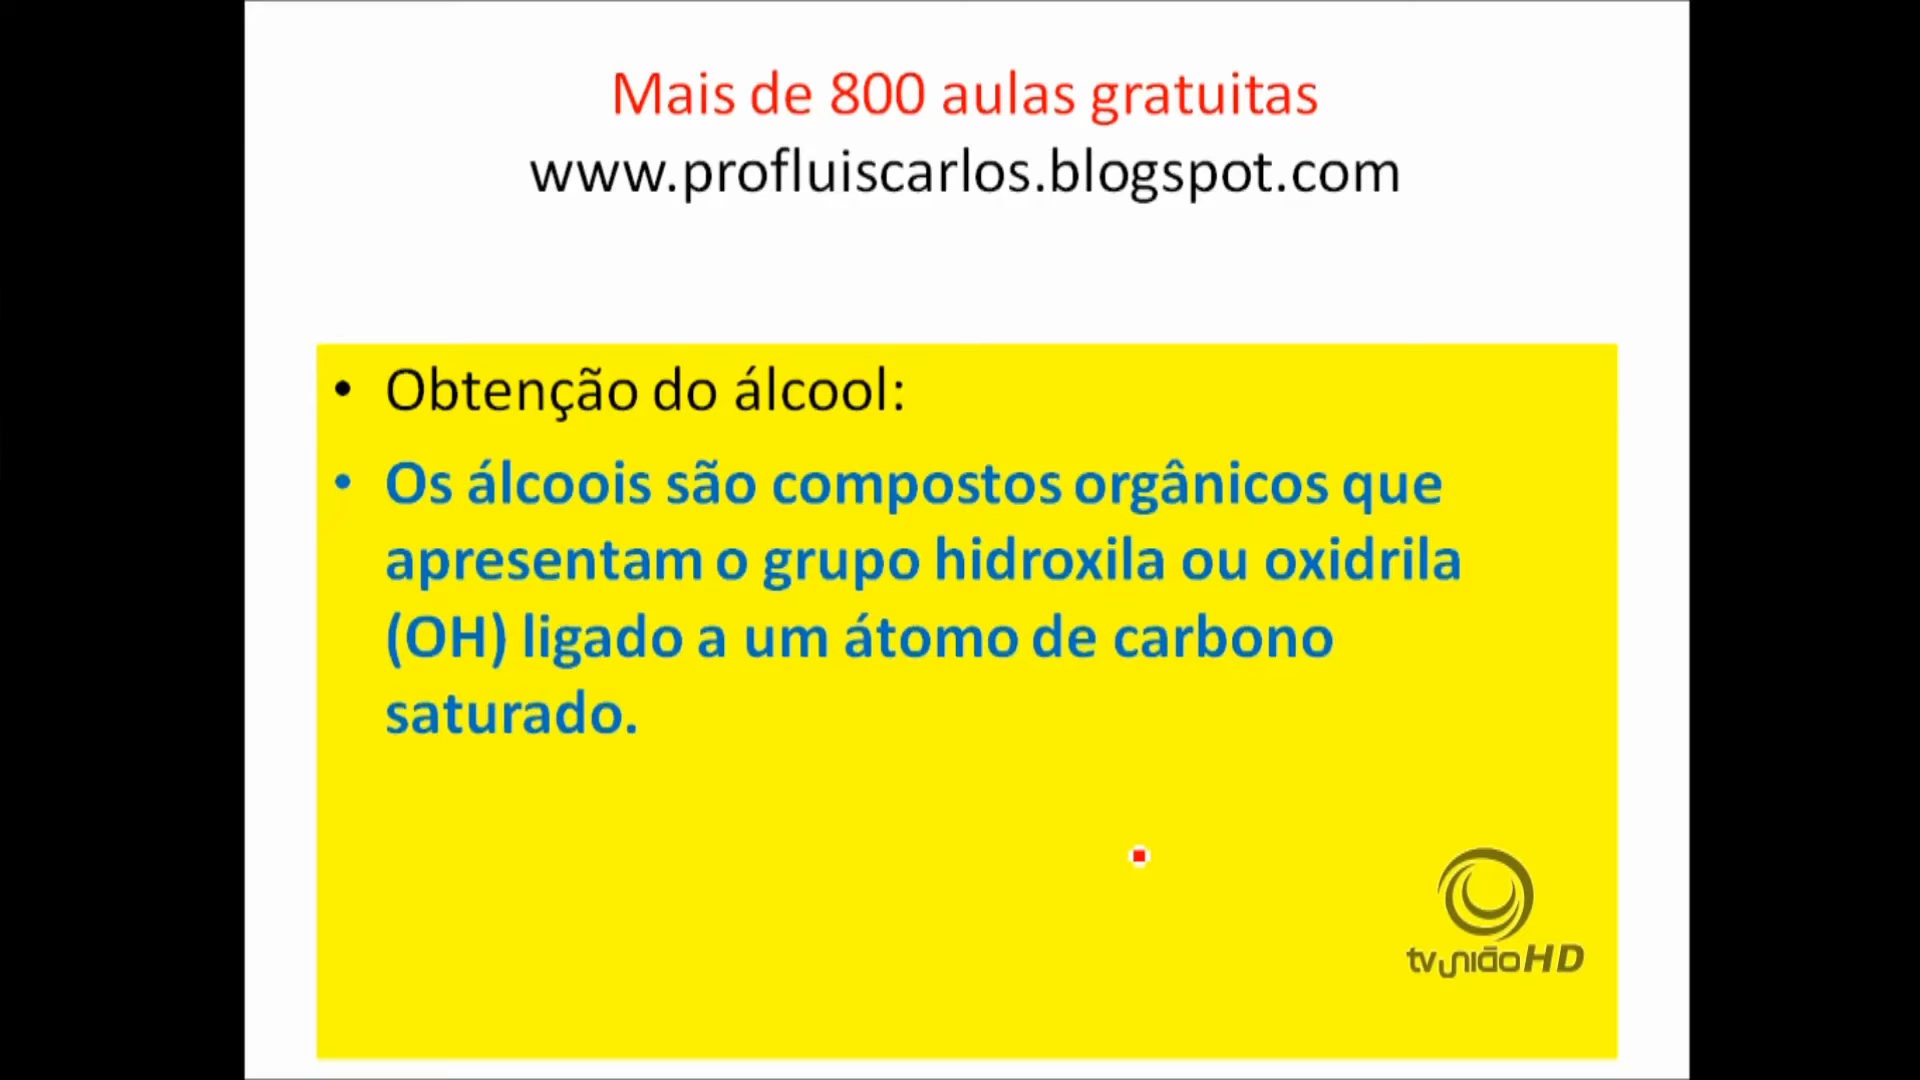 Mais de 800 aulas gratuitas
www.profluiscarlos.blogspot.com
• Obtenção do álcool:
• Os álcoois são compostos orgânicos que
apresentam o grupo hidroxila ou oxidrila
(OH) ligado a um átomo de carbono
saturado.
tvuniãoHD